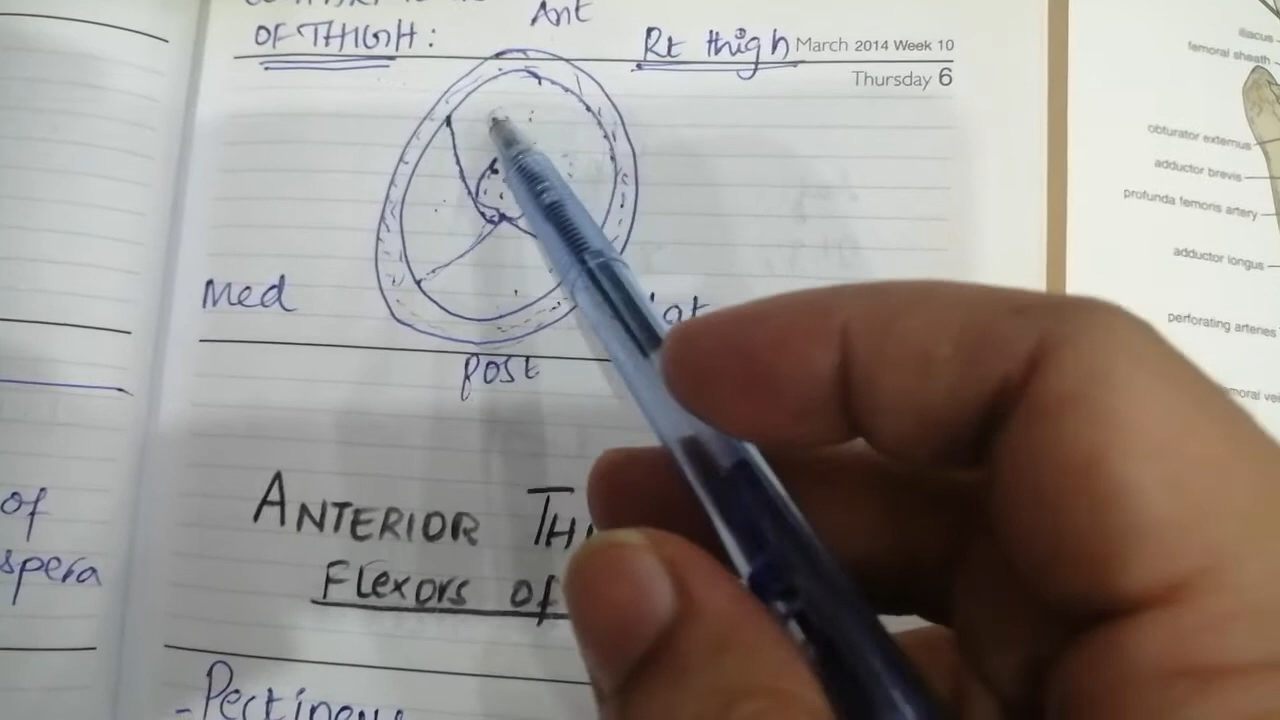 OF THIGH:
Ant
Rt thigh
March 2014 Week 10
Thursday 6
Med
post
ANTERIOR
Flexors of
- Pectineus
of
spera
iliacus
femoral sheath
obturator externus
adductor brevis
profunda femoris artery
adductor longus
perforating arteries